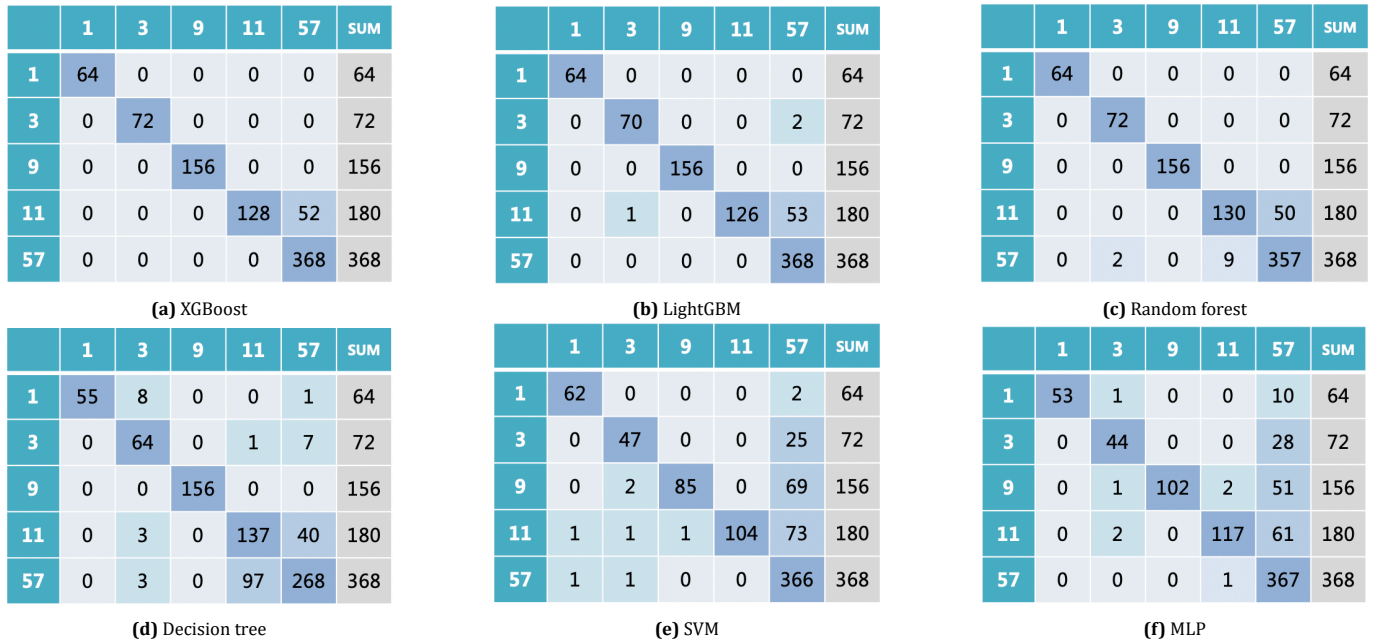 1 3 9 11 57 SUM
1 64 0 0 0 0 64
3 0 72 0 0 0 72
9 0 0 156 0 0 156
11 0 0 0 128 52 180
57 0 0 0 0 368 368
(a) XGBoost
1 3 9 11 57 SUM
1 64 0 0 0 0 64
3 0 70 0 0 2 72
9 0 0 156 0 0 156
11 0 1 0 126 53 180
57 0 0 0 0 368 368
(b) LightGBM
1 3 9 11 57 SUM
1 64 0 0 0 0 64
3 0 72 0 0 0 72
9 0 0 156 0 0 156
11 0 0 0 130 50 180
57 0 2 0 9 357 368
(c) Random forest
1 3 9 11 57 SUM
1 55 8 0 0 1 64
3 0 64 0 1 7 72
9 0 0 156 0 0 156
11 0 3 0 137 40 180
57 0 3 0 97 268 368
(d) Decision tree
1 3 9 11 57 SUM
1 62 0 0 0 2 64
3 0 47 0 0 25 72
9 0 2 85 0 69 156
11 1 1 1 104 73 180
57 1 1 0 0 366 368
(e) SVM
1 3 9 11 57 SUM
1 53 1 0 0 10 64
3 0 44 0 0 28 72
9 0 1 102 2 51 156
11 0 2 0 117 61 180
57 0 0 0 1 367 368
(f) MLP